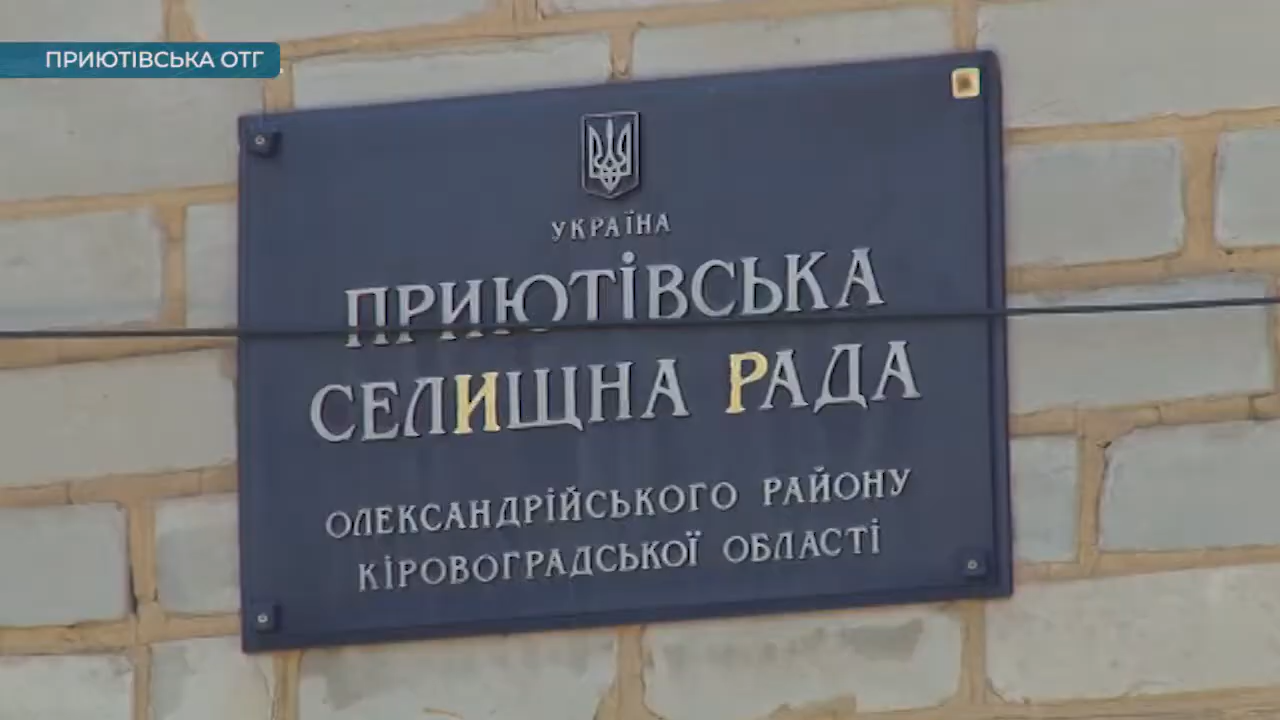 ПРИЮТІВСЬКА ОТГ
УКРАЇНА
ПРИЮТІВСЬКА
СЕЛИЩНА РАДА
ОЛЕКСАНДРІЙСЬКОГО РАЙОНУ
КІРОВОГРАДСЬКОЇ ОБЛАСТІ